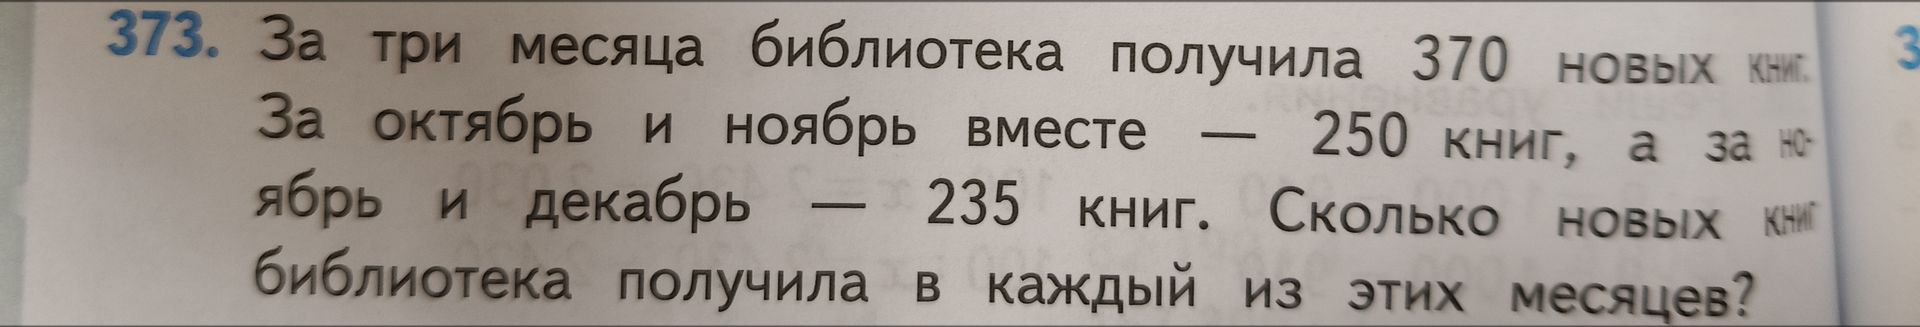 373. За три месяца библиотека получила 370 новых книг.
За октябрь и ноябрь вместе — 250 книг, а за но-
ябрь и декабрь — 235 книг. Сколько новых книг
библиотека получила в каждый из этих месяцев?